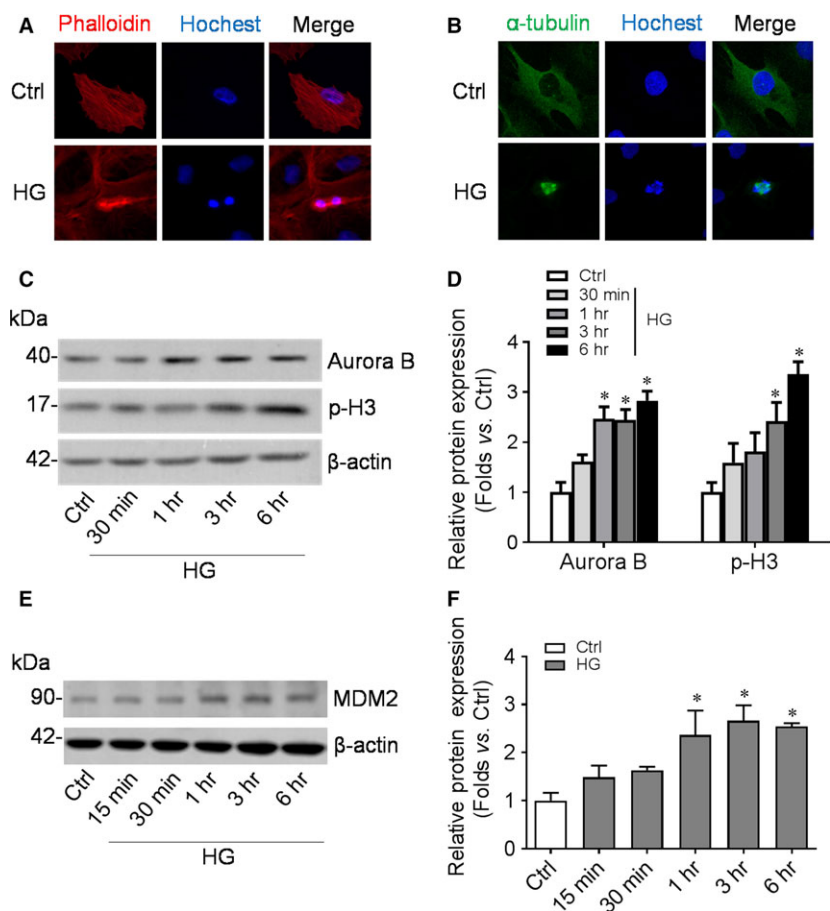 A
Phalloidin Hochest Merge
Ctrl
HG
B
α-tubulin Hochest Merge
Ctrl
HG
C
kDa
40- Aurora B
17- p-H3
42- β-actin
Ctrl 30 min 1 hr 3 hr 6 hr
HG
D
Ctrl
30 min
1 hr
3 hr
6 hr
HG
Relative protein expression
(Folds vs. Ctrl)
4
3
2
1
0
* * * * *
Aurora B p-H3
E
kDa
90- MDM2
42- β-actin
Ctrl 15 min 30 min 1 hr 3 hr 6 hr
HG
F
Ctrl
HG
Relative protein expression
(Folds vs. Ctrl)
4
3
2
1
0
* * *
Ctrl 15 min 30 min 1 hr 3 hr 6 hr